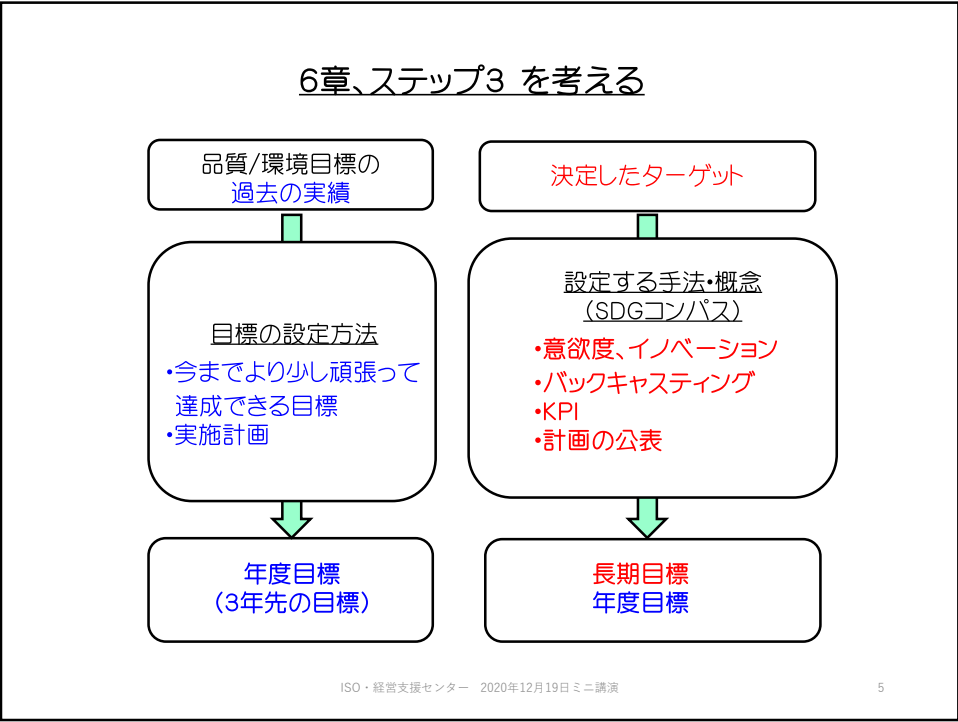 6章、ステップ3 を考える
品質/環境目標の
過去の実績
目標の設定方法
・今までより少し頑張って
達成できる目標
・実施計画
年度目標
(3年先の目標)
決定したターゲット
設定する手法・概念
(SDGコンパス)
・意欲度、イノベーション
・バックキャスティング
・KPI
・計画の公表
長期目標
年度目標
ISO・経営支援センター 2020年12月19日ミニ講演
5